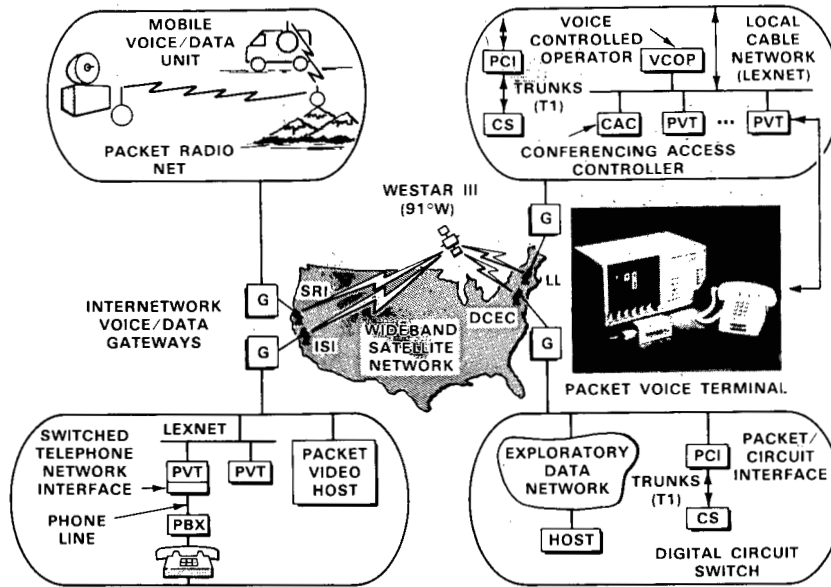 MOBILE
VOICE/DATA
UNIT
PACKET RADIO
NET
VOICE
CONTROLLED
OPERATOR
LOCAL
CABLE
NETWORK
(LEXNET)
PCI
VCOP
TRUNKS
(T1)
CS
CAC
PVT
...
PVT
CONFERENCING ACCESS
CONTROLLER
WESTAR III
(91°W)
G
G
SRI
LL
INTERNETWORK
VOICE/DATA
GATEWAYS
DCEC
G
ISI
WIDEBAND
SATELLITE
NETWORK
G
PACKET VOICE TERMINAL
LEXNET
SWITCHED
TELEPHONE
NETWORK
INTERFACE
PVT
PVT
PACKET
VIDEO
HOST
PHONE
LINE
PBX
EXPLORATORY
DATA
NETWORK
HOST
PCI
PACKET/
CIRCUIT
INTERFACE
TRUNKS
(T1)
CS
DIGITAL CIRCUIT
SWITCH